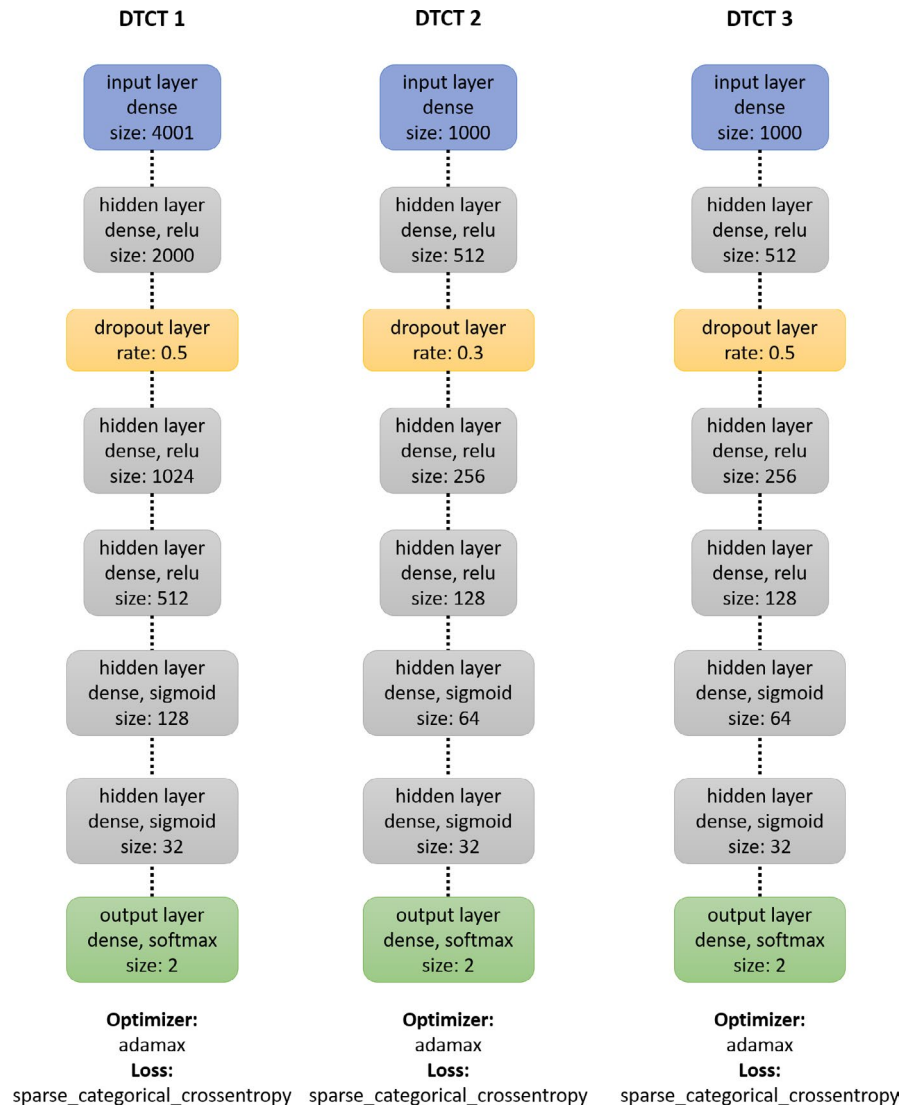 DTCT 1
input layer
dense
size: 4001
hidden layer
dense, relu
size: 2000
dropout layer
rate: 0.5
hidden layer
dense, relu
size: 1024
hidden layer
dense, relu
size: 512
hidden layer
dense, sigmoid
size: 128
hidden layer
dense, sigmoid
size: 32
output layer
dense, softmax
size: 2
Optimizer:
adamax
Loss:
sparse_categorical_crossentropy
DTCT 2
input layer
dense
size: 1000
hidden layer
dense, relu
size: 512
dropout layer
rate: 0.3
hidden layer
dense, relu
size: 256
hidden layer
dense, relu
size: 128
hidden layer
dense, sigmoid
size: 64
hidden layer
dense, sigmoid
size: 32
output layer
dense, softmax
size: 2
Optimizer:
adamax
Loss:
sparse_categorical_crossentropy
DTCT 3
input layer
dense
size: 1000
hidden layer
dense, relu
size: 512
dropout layer
rate: 0.5
hidden layer
dense, relu
size: 256
hidden layer
dense, relu
size: 128
hidden layer
dense, sigmoid
size: 64
hidden layer
dense, sigmoid
size: 32
output layer
dense, softmax
size: 2
Optimizer:
adamax
Loss:
sparse_categorical_crossentropy